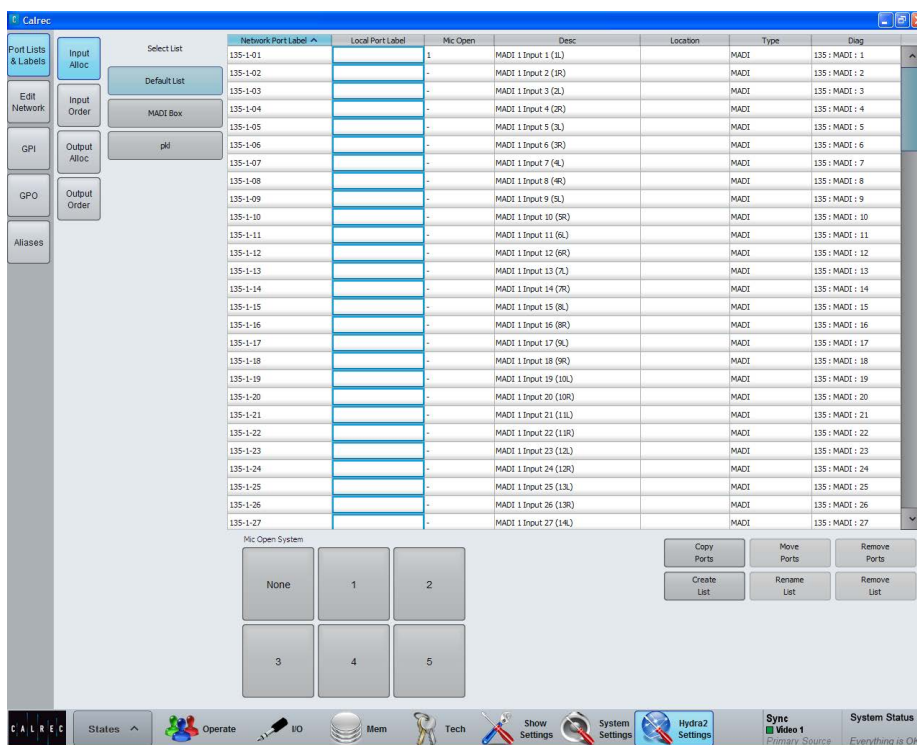 Calrec
Port Lists & Labels
Edit Network
GPI
GPO
Aliases
Input Alloc
Input Order
Output Alloc
Output Order
Select List
Default List
MADI Box
pkl
Network Port Label Local Port Label Mic Open Desc Location Type Diag
135-1-01 1 MADI 1 Input 1 (1L) MADI 135 : MADI : 1
135-1-02 - MADI 1 Input 2 (1R) MADI 135 : MADI : 2
135-1-03 - MADI 1 Input 3 (2L) MADI 135 : MADI : 3
135-1-04 - MADI 1 Input 4 (2R) MADI 135 : MADI : 4
135-1-05 - MADI 1 Input 5 (3L) MADI 135 : MADI : 5
135-1-06 - MADI 1 Input 6 (3R) MADI 135 : MADI : 6
135-1-07 - MADI 1 Input 7 (4L) MADI 135 : MADI : 7
135-1-08 - MADI 1 Input 8 (4R) MADI 135 : MADI : 8
135-1-09 - MADI 1 Input 9 (5L) MADI 135 : MADI : 9
135-1-10 - MADI 1 Input 10 (5R) MADI 135 : MADI : 10
135-1-11 - MADI 1 Input 11 (6L) MADI 135 : MADI : 11
135-1-12 - MADI 1 Input 12 (6R) MADI 135 : MADI : 12
135-1-13 - MADI 1 Input 13 (7L) MADI 135 : MADI : 13
135-1-14 - MADI 1 Input 14 (7R) MADI 135 : MADI : 14
135-1-15 - MADI 1 Input 15 (8L) MADI 135 : MADI : 15
135-1-16 - MADI 1 Input 16 (8R) MADI 135 : MADI : 16
135-1-17 - MADI 1 Input 17 (9L) MADI 135 : MADI : 17
135-1-18 - MADI 1 Input 18 (9R) MADI 135 : MADI : 18
135-1-19 - MADI 1 Input 19 (10L) MADI 135 : MADI : 19
135-1-20 - MADI 1 Input 20 (10R) MADI 135 : MADI : 20
135-1-21 - MADI 1 Input 21 (11L) MADI 135 : MADI : 21
135-1-22 - MADI 1 Input 22 (11R) MADI 135 : MADI : 22
135-1-23 - MADI 1 Input 23 (12L) MADI 135 : MADI : 23
135-1-24 - MADI 1 Input 24 (12R) MADI 135 : MADI : 24
135-1-25 - MADI 1 Input 25 (13L) MADI 135 : MADI : 25
135-1-26 - MADI 1 Input 26 (13R) MADI 135 : MADI : 26
135-1-27 - MADI 1 Input 27 (14L) MADI 135 : MADI : 27
Mic Open System
None 1 2
3 4 5
Copy Ports
Move Ports
Remove Ports
Create List
Rename List
Remove List
CALREC
States
Operate
I/O
Mem
Tech
Show Settings
System Settings
Hydra2 Settings
Sync
Video 1
Primary Source
System Status
Everything is OK